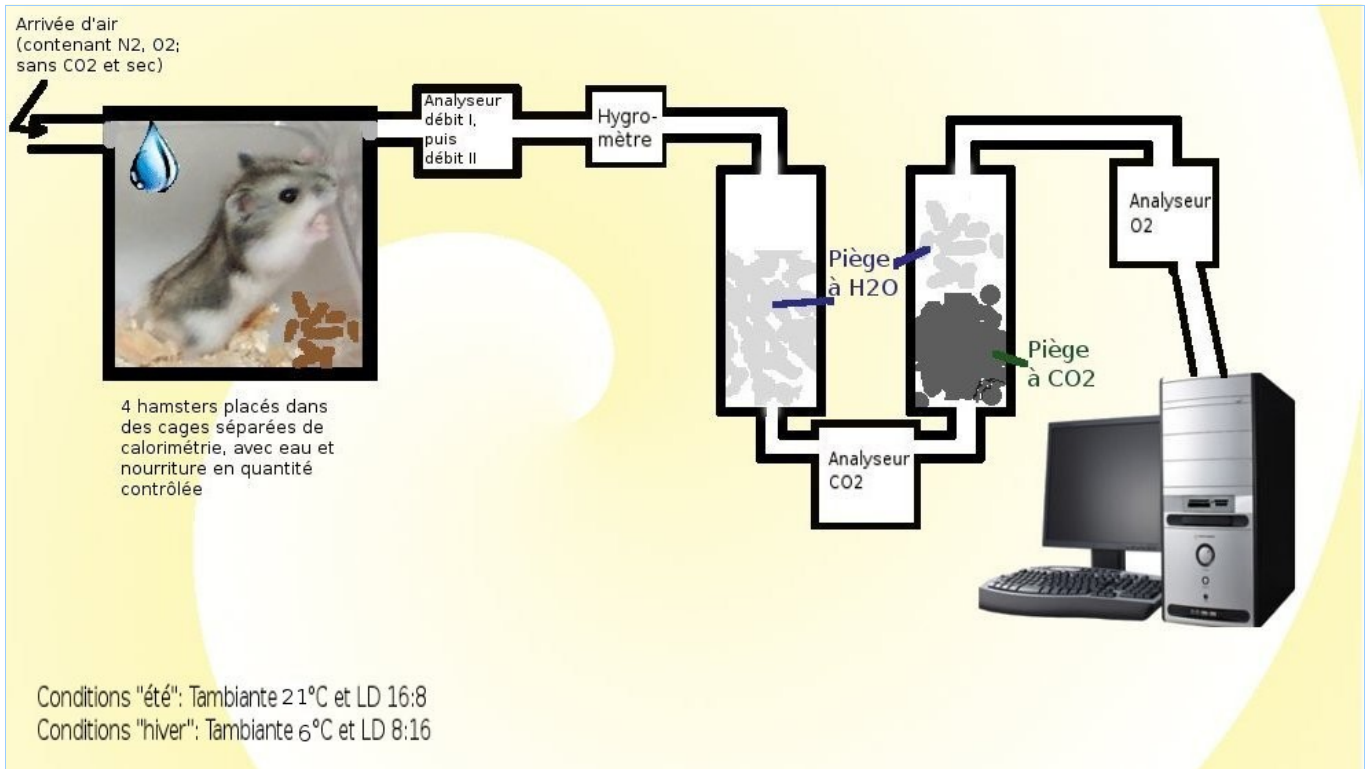 Arrivée d'air
(contenant N2, O2;
sans CO2 et sec)
Analyseur
débit I,
puis
débit II
Hygro-
mètre
Piège
à H2O
Analyseur
O2
Piège
à CO2
Analyseur
CO2
4 hamsters placés dans
des cages séparées de
calorimétrie, avec eau et
nourriture en quantité
contrôlée
Conditions "été": Tambiante 21°C et LD 16:8
Conditions "hiver": Tambiante 6°C et LD 8:16